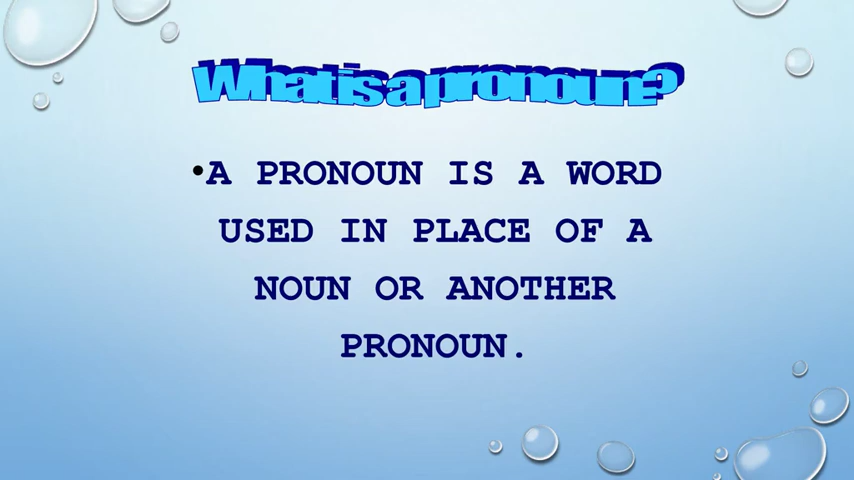 What is a pronoun?
•A PRONOUN IS A WORD
USED IN PLACE OF A
NOUN OR ANOTHER
PRONOUN.